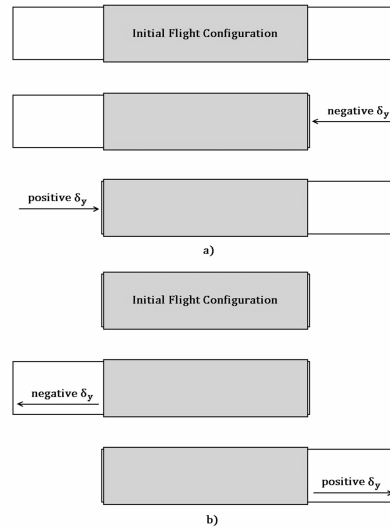 Initial Flight Configuration
negative δy
positive δy
a)
Initial Flight Configuration
negative δy
positive δy
b)